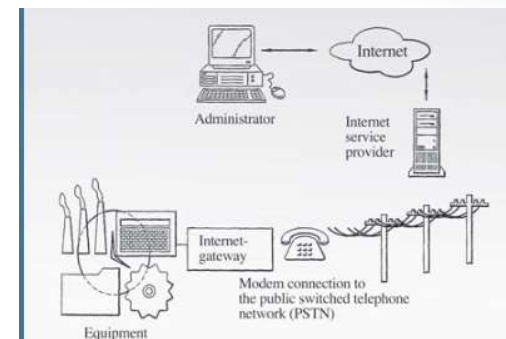 Internet
Administrator
Internet
service
provider
Internet-
gateway
Modem connection to
the public switched telephone
network (PSTN)
Equipment